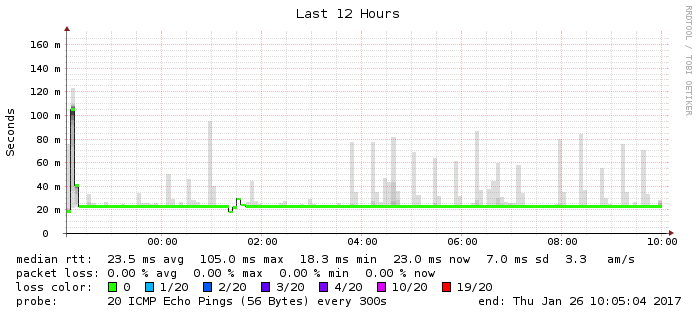 Last 12 Hours
RRDTOOL / TOBI OETIKER
Seconds
160 m
140 m
120 m
100 m
80 m
60 m
40 m
20 m
0
00:00 02:00 04:00 06:00 08:00 10:00
median rtt: 23.5 ms avg 105.0 ms max 18.3 ms min 23.0 ms now 7.0 ms sd 3.3 am/s
packet loss: 0.00 % avg 0.00 % max 0.00 % min 0.00 % now
loss color: 0 1/20 2/20 3/20 4/20 10/20 19/20
probe: 20 ICMP Echo Pings (56 Bytes) every 300s end: Thu Jan 26 10:05:04 2017